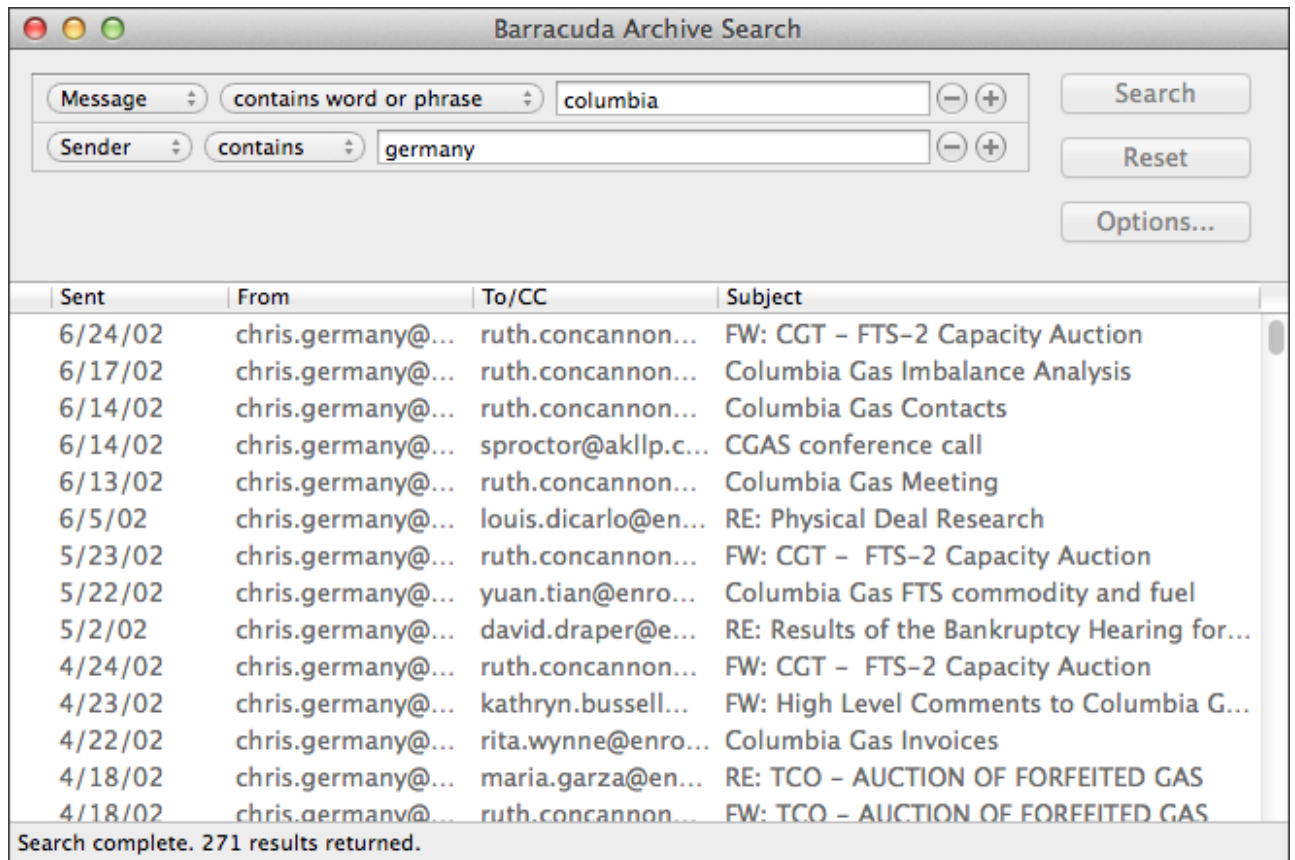 Barracuda Archive Search
Message contains word or phrase columbia Search
Sender contains germany
Reset
Options...
Sent From To/CC Subject
6/24/02 chris.germany@... ruth.concannon... FW: CGT – FTS-2 Capacity Auction
6/17/02 chris.germany@... ruth.concannon... Columbia Gas Imbalance Analysis
6/14/02 chris.germany@... ruth.concannon... Columbia Gas Contacts
6/14/02 chris.germany@... sproctor@akllp.c... CGAS conference call
6/13/02 chris.germany@... ruth.concannon... Columbia Gas Meeting
6/5/02 chris.germany@... louis.dicarlo@en... RE: Physical Deal Research
5/23/02 chris.germany@... ruth.concannon... FW: CGT – FTS-2 Capacity Auction
5/22/02 chris.germany@... yuan.tian@enro... Columbia Gas FTS commodity and fuel
5/2/02 chris.germany@... david.draper@e... RE: Results of the Bankruptcy Hearing for...
4/24/02 chris.germany@... ruth.concannon... FW: CGT – FTS-2 Capacity Auction
4/23/02 chris.germany@... kathryn.bussell... FW: High Level Comments to Columbia G...
4/22/02 chris.germany@... rita.wynne@enro... Columbia Gas Invoices
4/18/02 chris.germany@... maria.garza@en... RE: TCO – AUCTION OF FORFEITED GAS
4/18/02 chris.germany@... ruth.concannon... FW: TCO – AUCTION OF FORFEITED GAS
Search complete. 271 results returned.